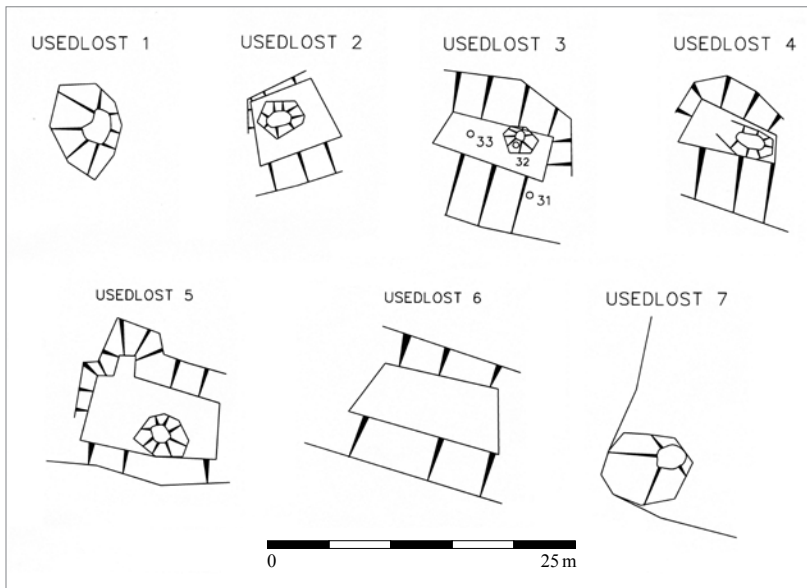 USEDLOST 1
USEDLOST 2
USEDLOST 3
USEDLOST 4
33
32
31
USEDLOST 5
USEDLOST 6
USEDLOST 7
0
25 m